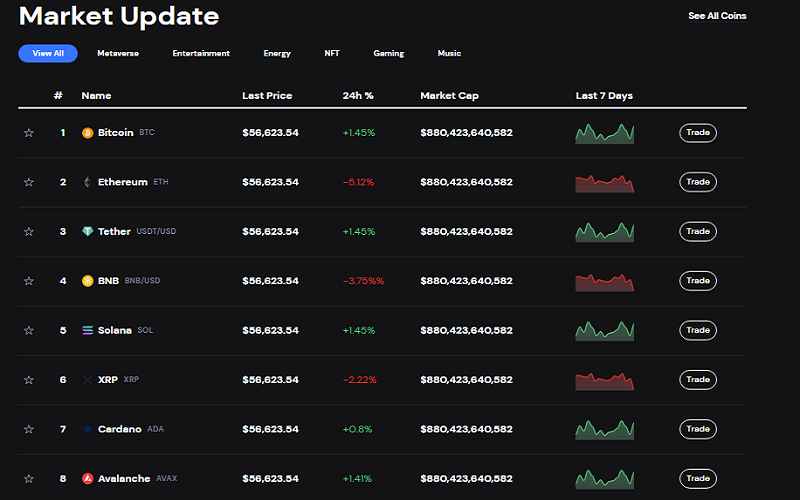 Market Update
See All Coins
View All Metaverse Entertainment Energy NFT Gaming Music
# Name Last Price 24h % Market Cap Last 7 Days
1 Bitcoin BTC $56,623.54 +1.45% $880,423,640,582 Trade
2 Ethereum ETH $56,623.54 -5.12% $880,423,640,582 Trade
3 Tether USDT/USD $56,623.54 +1.45% $880,423,640,582 Trade
4 BNB BNB/USD $56,623.54 -3.75%% $880,423,640,582 Trade
5 Solana SOL $56,623.54 +1.45% $880,423,640,582 Trade
6 XRP XRP $56,623.54 -2.22% $880,423,640,582 Trade
7 Cardano ADA $56,623.54 +0.8% $880,423,640,582 Trade
8 Avalanche AVAX $56,623.54 +1.41% $880,423,640,582 Trade